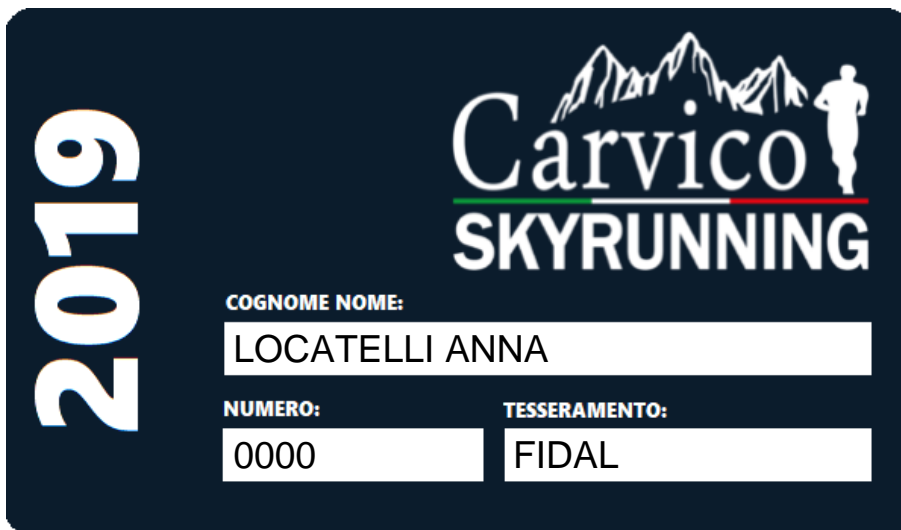 2019
Carvico
SKYRUNNING
COGNOME NOME:
LOCATELLI ANNA
NUMERO: TESSERAMENTO:
0000 FIDAL